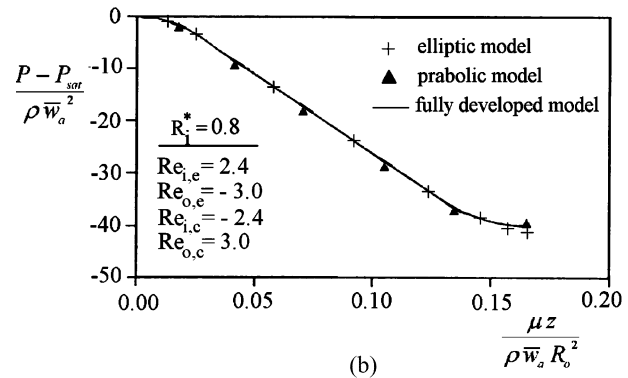 0
-10
-20
-30
-40
-50
P − P_sat
ρ w̄_a²
+ elliptic model
▲ prabolic model
— fully developed model
R_i^* = 0.8
Re_i,e = 2.4
Re_o,e = - 3.0
Re_i,c = - 2.4
Re_o,c = 3.0
0.00 0.05 0.10 0.15 0.20
μ z
ρ w̄_a R_o²
(b)